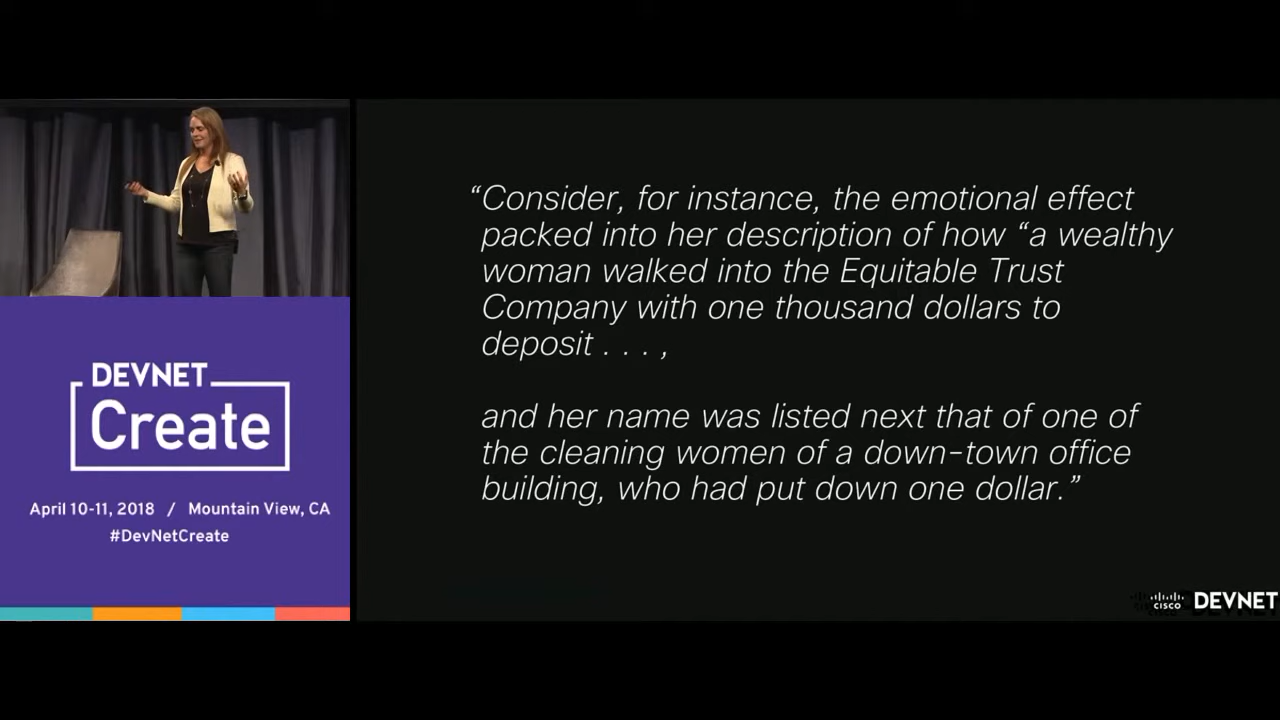 “Consider, for instance, the emotional effect
packed into her description of how “a wealthy
woman walked into the Equitable Trust
Company with one thousand dollars to
deposit . . . ,
and her name was listed next that of one of
the cleaning women of a down-town office
building, who had put down one dollar.”
DEVNET
Create
April 10-11, 2018 / Mountain View, CA
#DevNetCreate
CISCO DEVNET